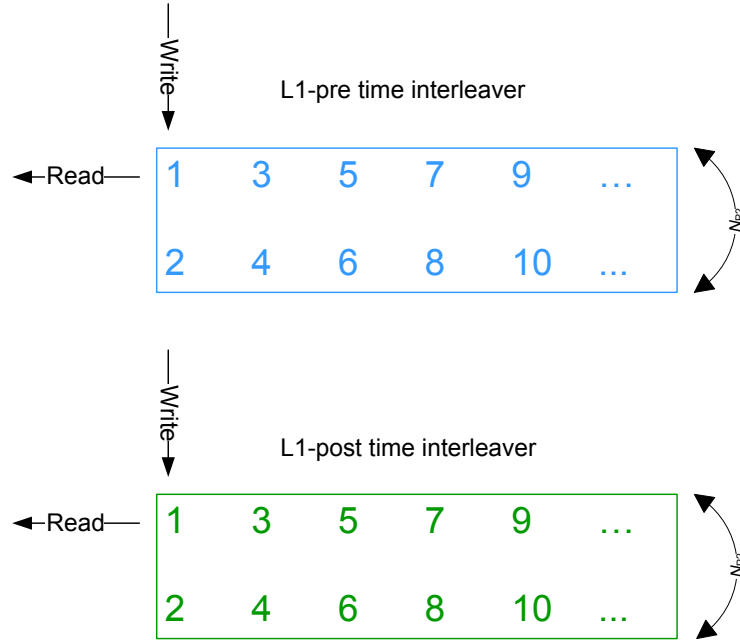 Write
L1-pre time interleaver
Read
1 3 5 7 9 …
2 4 6 8 10 ...
N
Write
L1-post time interleaver
Read
1 3 5 7 9 …
2 4 6 8 10 ...
N